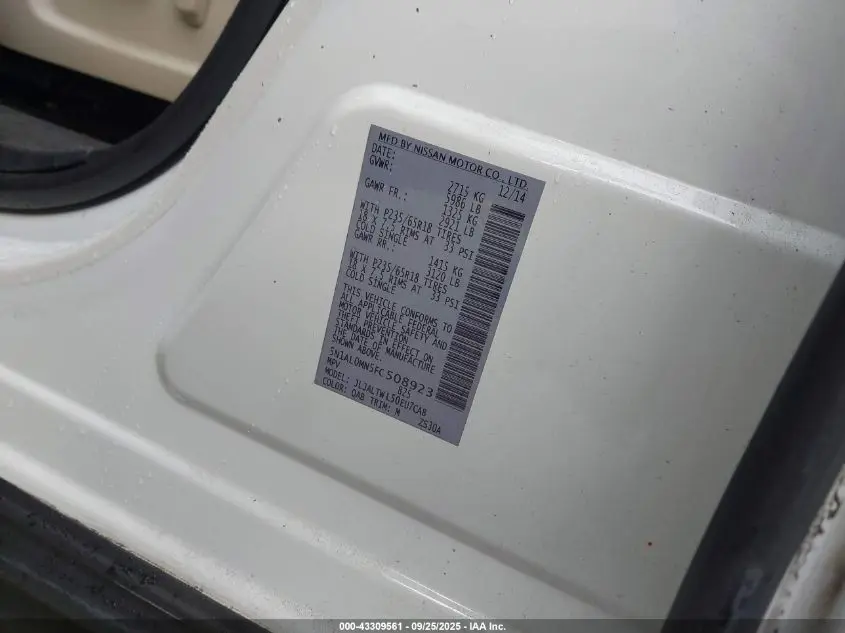 MFD BY NISSAN MOTOR CO., LTD.
DATE: 12/14
GVWR: 2715 KG
5986 LB
GAWR FR.: 1325 KG
2921 LB
WITH P235/65R18 TIRES
18 X 7.5 RIMS AT 33 PSI
COLD SINGLE
GAWR RR.: 1415 KG
3120 LB
WITH P235/65R18 TIRES
18 X 7.5 RIMS AT 33 PSI
COLD SINGLE
THIS VEHICLE CONFORMS TO
ALL APPLICABLE FEDERAL
MOTOR VEHICLE SAFETY AND
THEFT PREVENTION
STANDARDS IN EFFECT ON
THE DATE OF MANUFACTURE
SHOWN ABOVE.
5N1AL0MN5FC508923
MPV 825
MODEL: JLJALTWL50EU7CAB
COLOR: QAB TRIM: M ZS30A
000-43309561 - 09/25/2025 - IAA Inc.